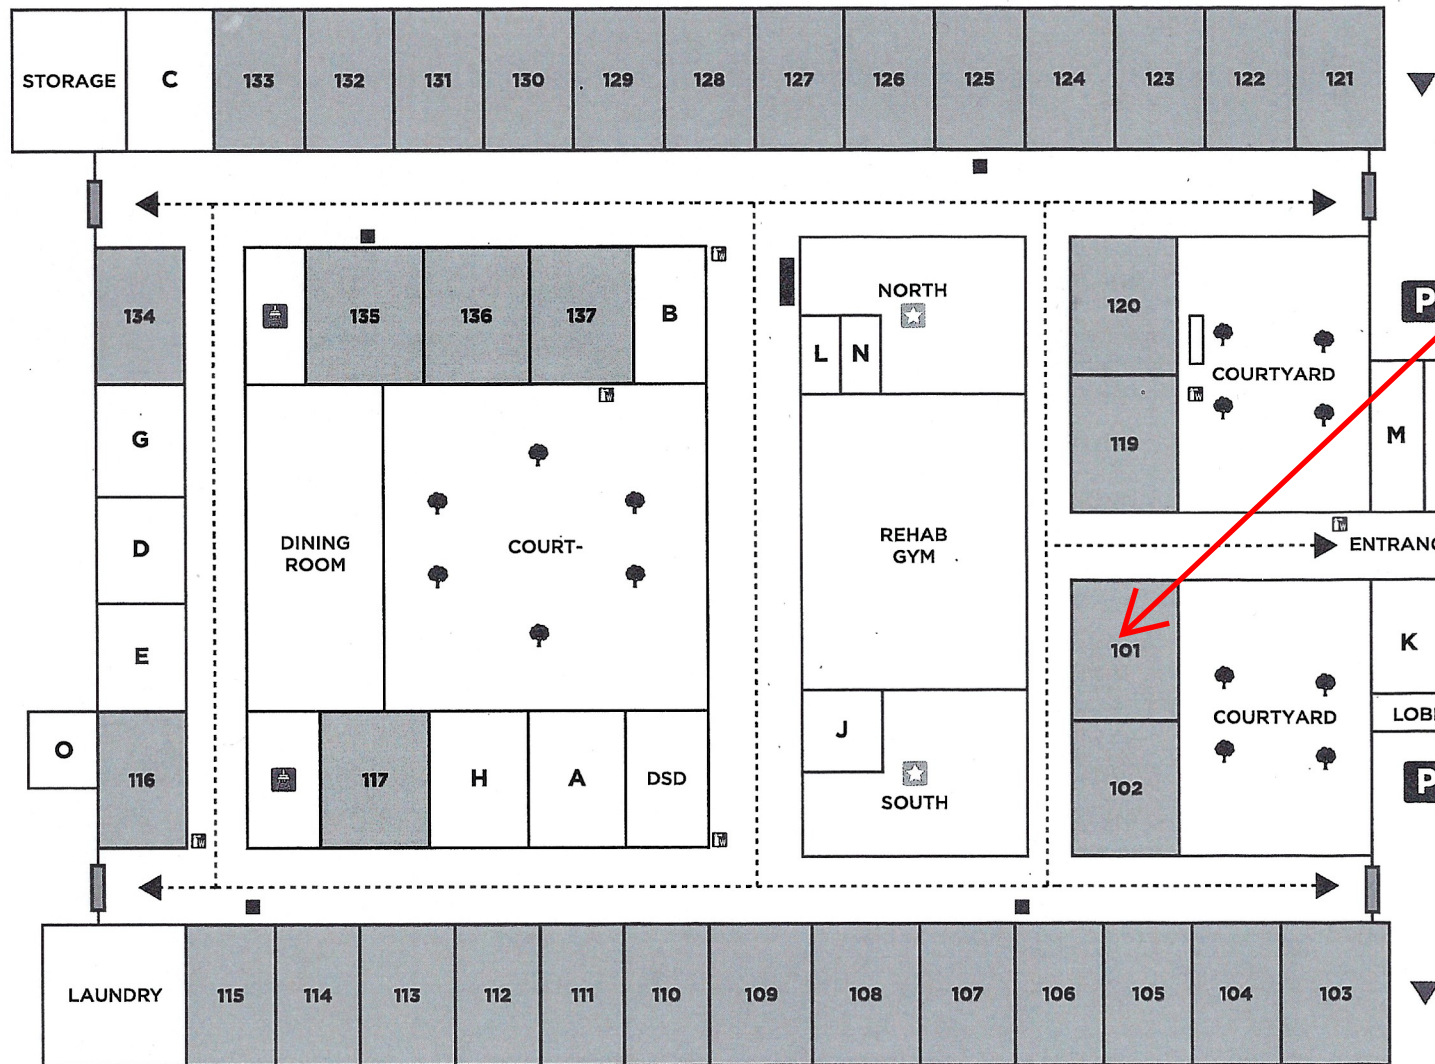 STORAGE C 133 132 131 130 129 128 127 126 125 124 123 122 121
134 135 136 137 B NORTH 120 P
L N COURTYARD
G 119 M
D DINING
ROOM COURT- REHAB
GYM ENTRANC
E 101 K
COURTYARD LOBB
O 116 117 H A DSD J SOUTH 102 P
LAUNDRY 115 114 113 112 111 110 109 108 107 106 105 104 103